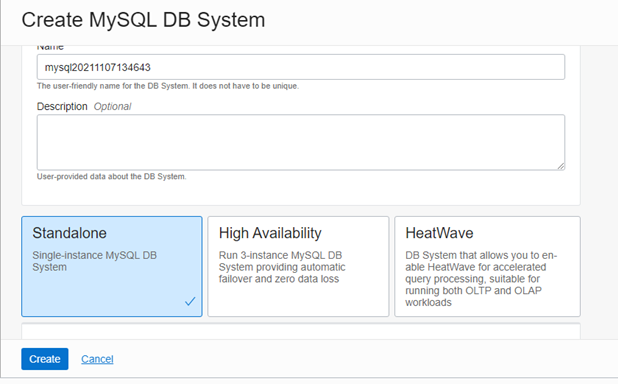 Create MySQL DB System
Name
mysql20211107134643
The user-friendly name for the DB System. It does not have to be unique.
Description Optional
User-provided data about the DB System.
Standalone
Single-instance MySQL DB
System
High Availability
Run 3-instance MySQL DB
System providing automatic
failover and zero data loss
HeatWave
DB System that allows you to en-
able HeatWave for accelerated
query processing, suitable for
running both OLTP and OLAP
workloads
Create Cancel